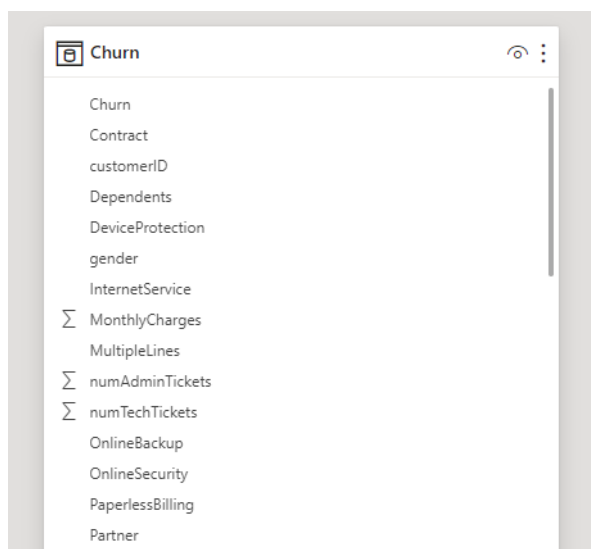 Churn
Churn
Contract
customerID
Dependents
DeviceProtection
gender
InternetService
∑ MonthlyCharges
MultipleLines
∑ numAdminTickets
∑ numTechTickets
OnlineBackup
OnlineSecurity
PaperlessBilling
Partner